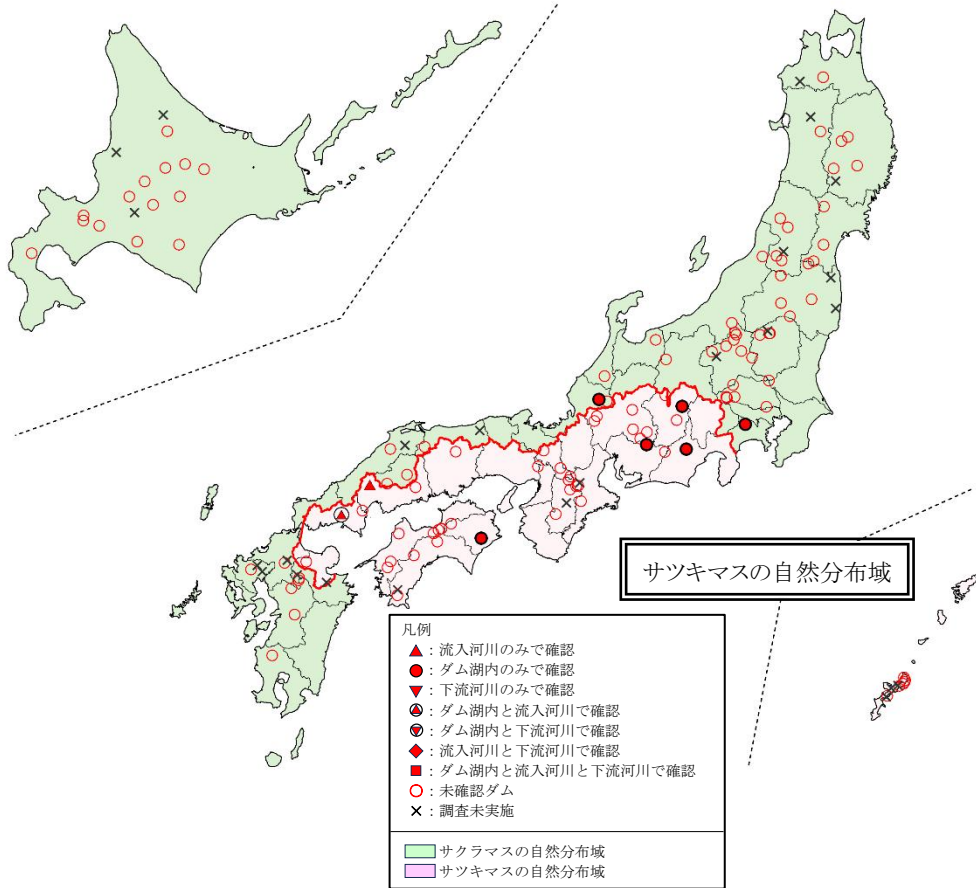 サツキマスの自然分布域
凡例
▲：流入河川のみで確認
●：ダム湖内のみで確認
▼：下流河川のみで確認
：ダム湖内と流入河川で確認
：ダム湖内と下流河川で確認
◆：流入河川と下流河川で確認
■：ダム湖内と流入河川と下流河川で確認
○：未確認ダム
×：調査未実施
サクラマスの自然分布域
サツキマスの自然分布域